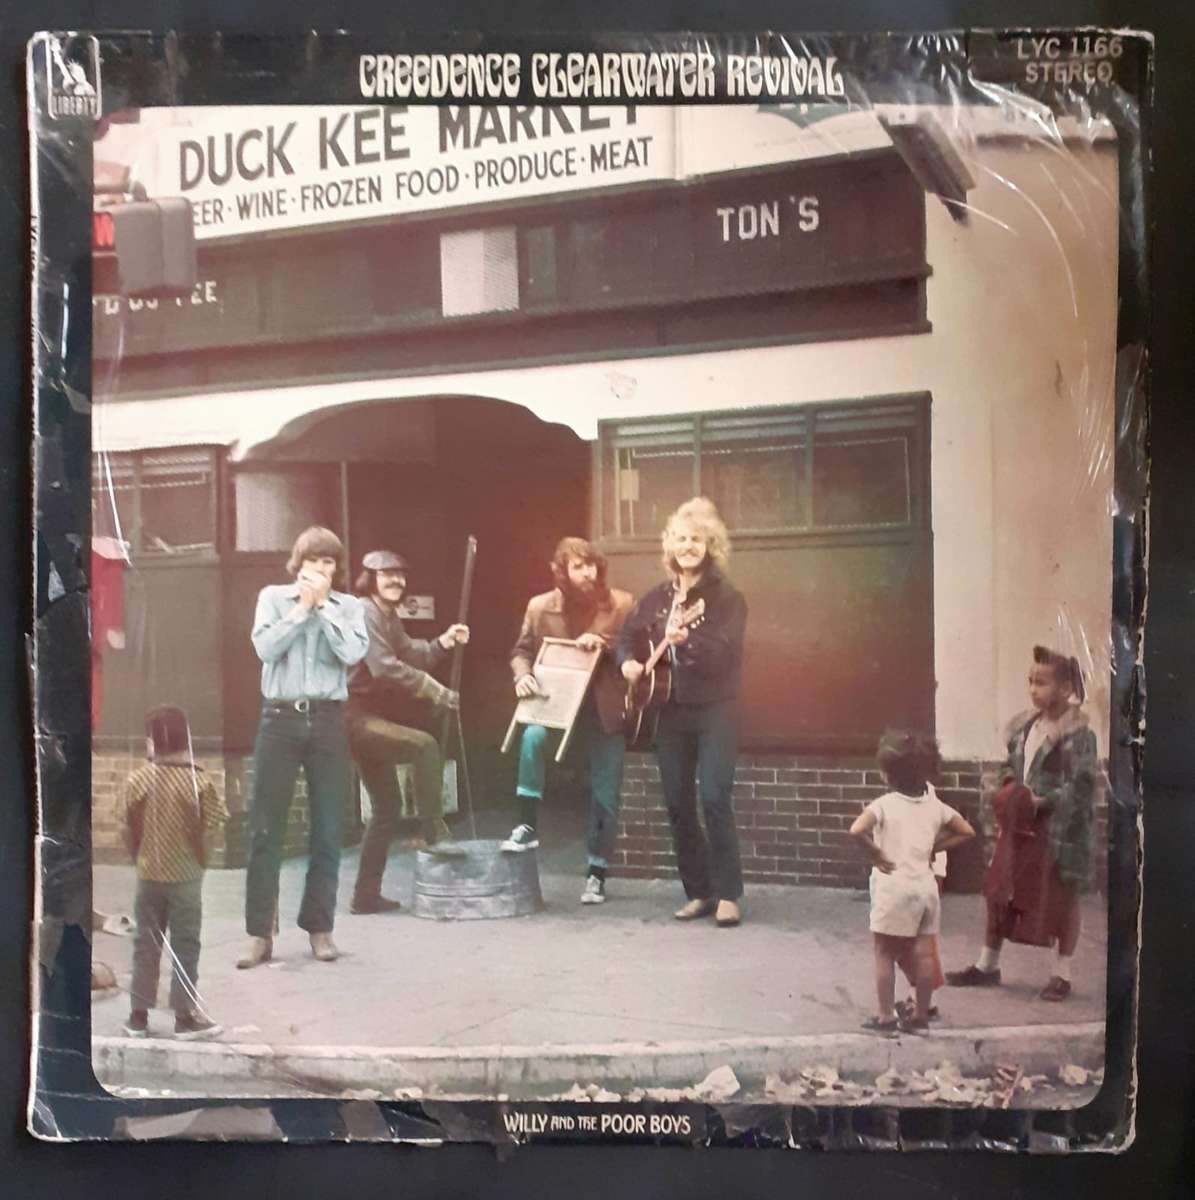 LIBERTY
CREEDENCE CLEARWATER REVIVAL
LYC 1166
STEREO
DUCK KEE MARKET
EER · WINE · FROZEN FOOD · PRODUCE · MEAT
TON'S
WILLY AND THE POOR BOYS